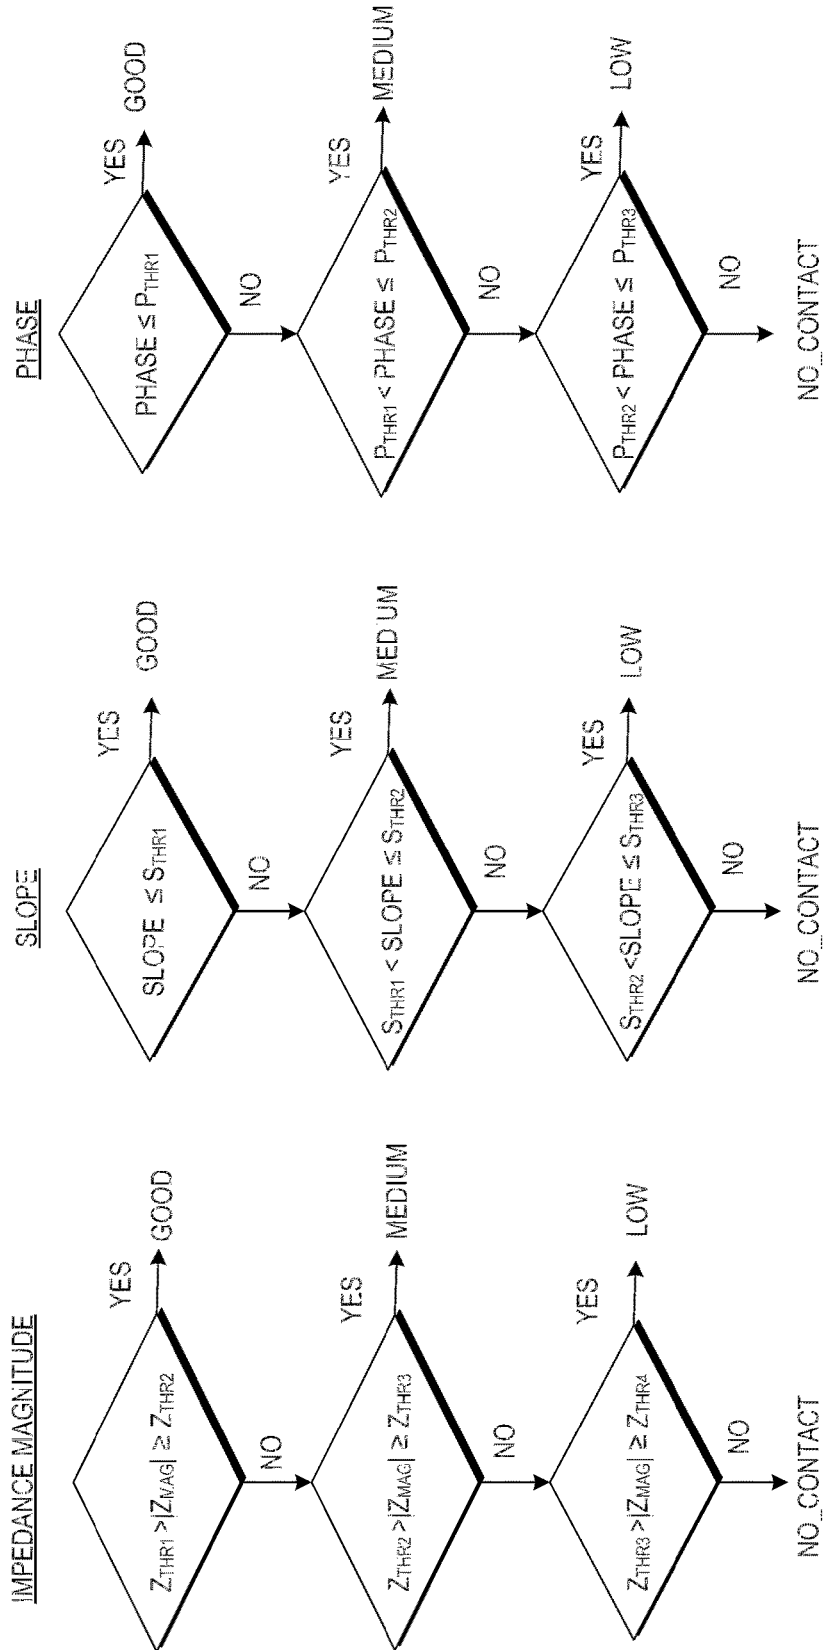 IMPEDANCE MAGNITUDE
ZTHR1 >|ZMAG| ≥ ZTHR2
YES
GOOD
NO
ZTHR2 >|ZMAG| ≥ ZTHR3
YES
MEDIUM
NO
ZTHR3 >|ZMAG| ≥ ZTHR4
YES
LOW
NO
NO_CONTACT
SLOPE
SLOPE ≤ STHR1
YES
GOOD
NO
STHR1 < SLOPE ≤ STHR2
YES
MEDIUM
NO
STHR2 <SLOPE ≤ STHR3
YES
LOW
NO
NO_CONTACT
PHASE
PHASE ≤ PTHR1
YES
GOOD
NO
PTHR1 < PHASE ≤ PTHR2
YES
MEDIUM
NO
PTHR2 < PHASE ≤ PTHR3
YES
LOW
NO
NO_CONTACT